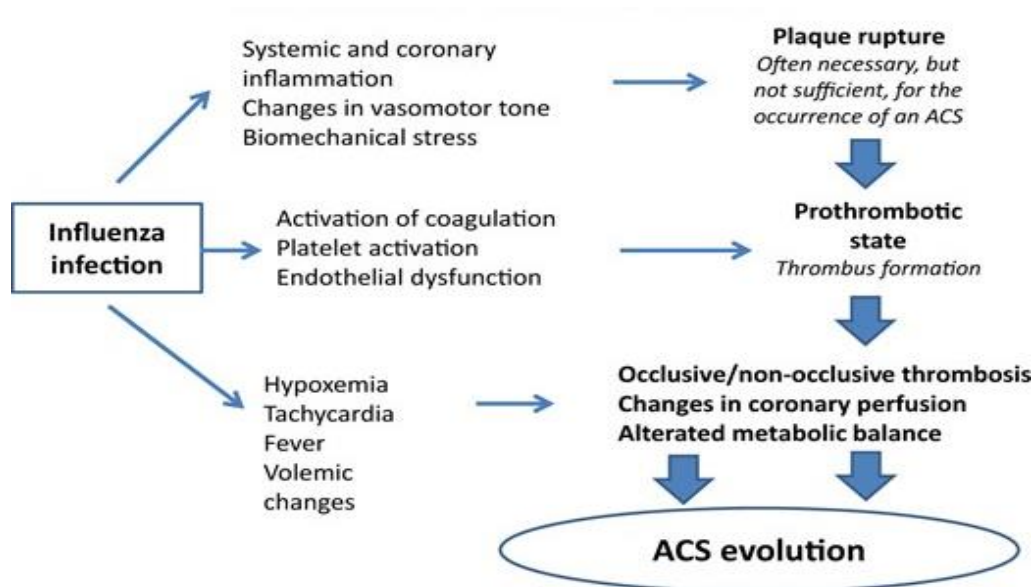 Systemic and coronary
inflammation
Changes in vasomotor tone
Biomechanical stress
Plaque rupture
Often necessary, but
not sufficient, for the
occurrence of an ACS
Influenza
infection
Activation of coagulation
Platelet activation
Endothelial dysfunction
Prothrombotic
state
Thrombus formation
Hypoxemia
Tachycardia
Fever
Volemic
changes
Occlusive/non-occlusive thrombosis
Changes in coronary perfusion
Alterated metabolic balance
ACS evolution